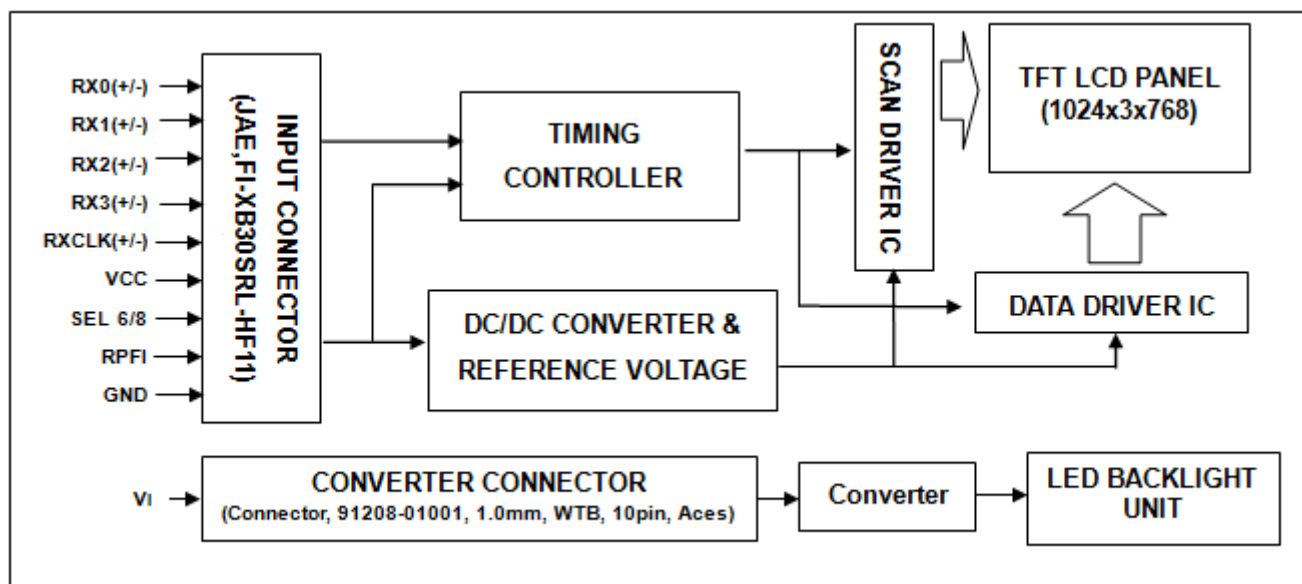 RX0(+/-)
RX1(+/-)
RX2(+/-)
RX3(+/-)
RXCLK(+/-)
VCC
SEL 6/8
RPFI
GND
INPUT CONNECTOR
(JAE,FI-XB30SRL-HF11)
TIMING
CONTROLLER
DC/DC CONVERTER &
REFERENCE VOLTAGE
SCAN DRIVER IC
TFT LCD PANEL
(1024x3x768)
DATA DRIVER IC
VI
CONVERTER CONNECTOR
(Connector, 91208-01001, 1.0mm, WTB, 10pin, Aces)
Converter
LED BACKLIGHT
UNIT